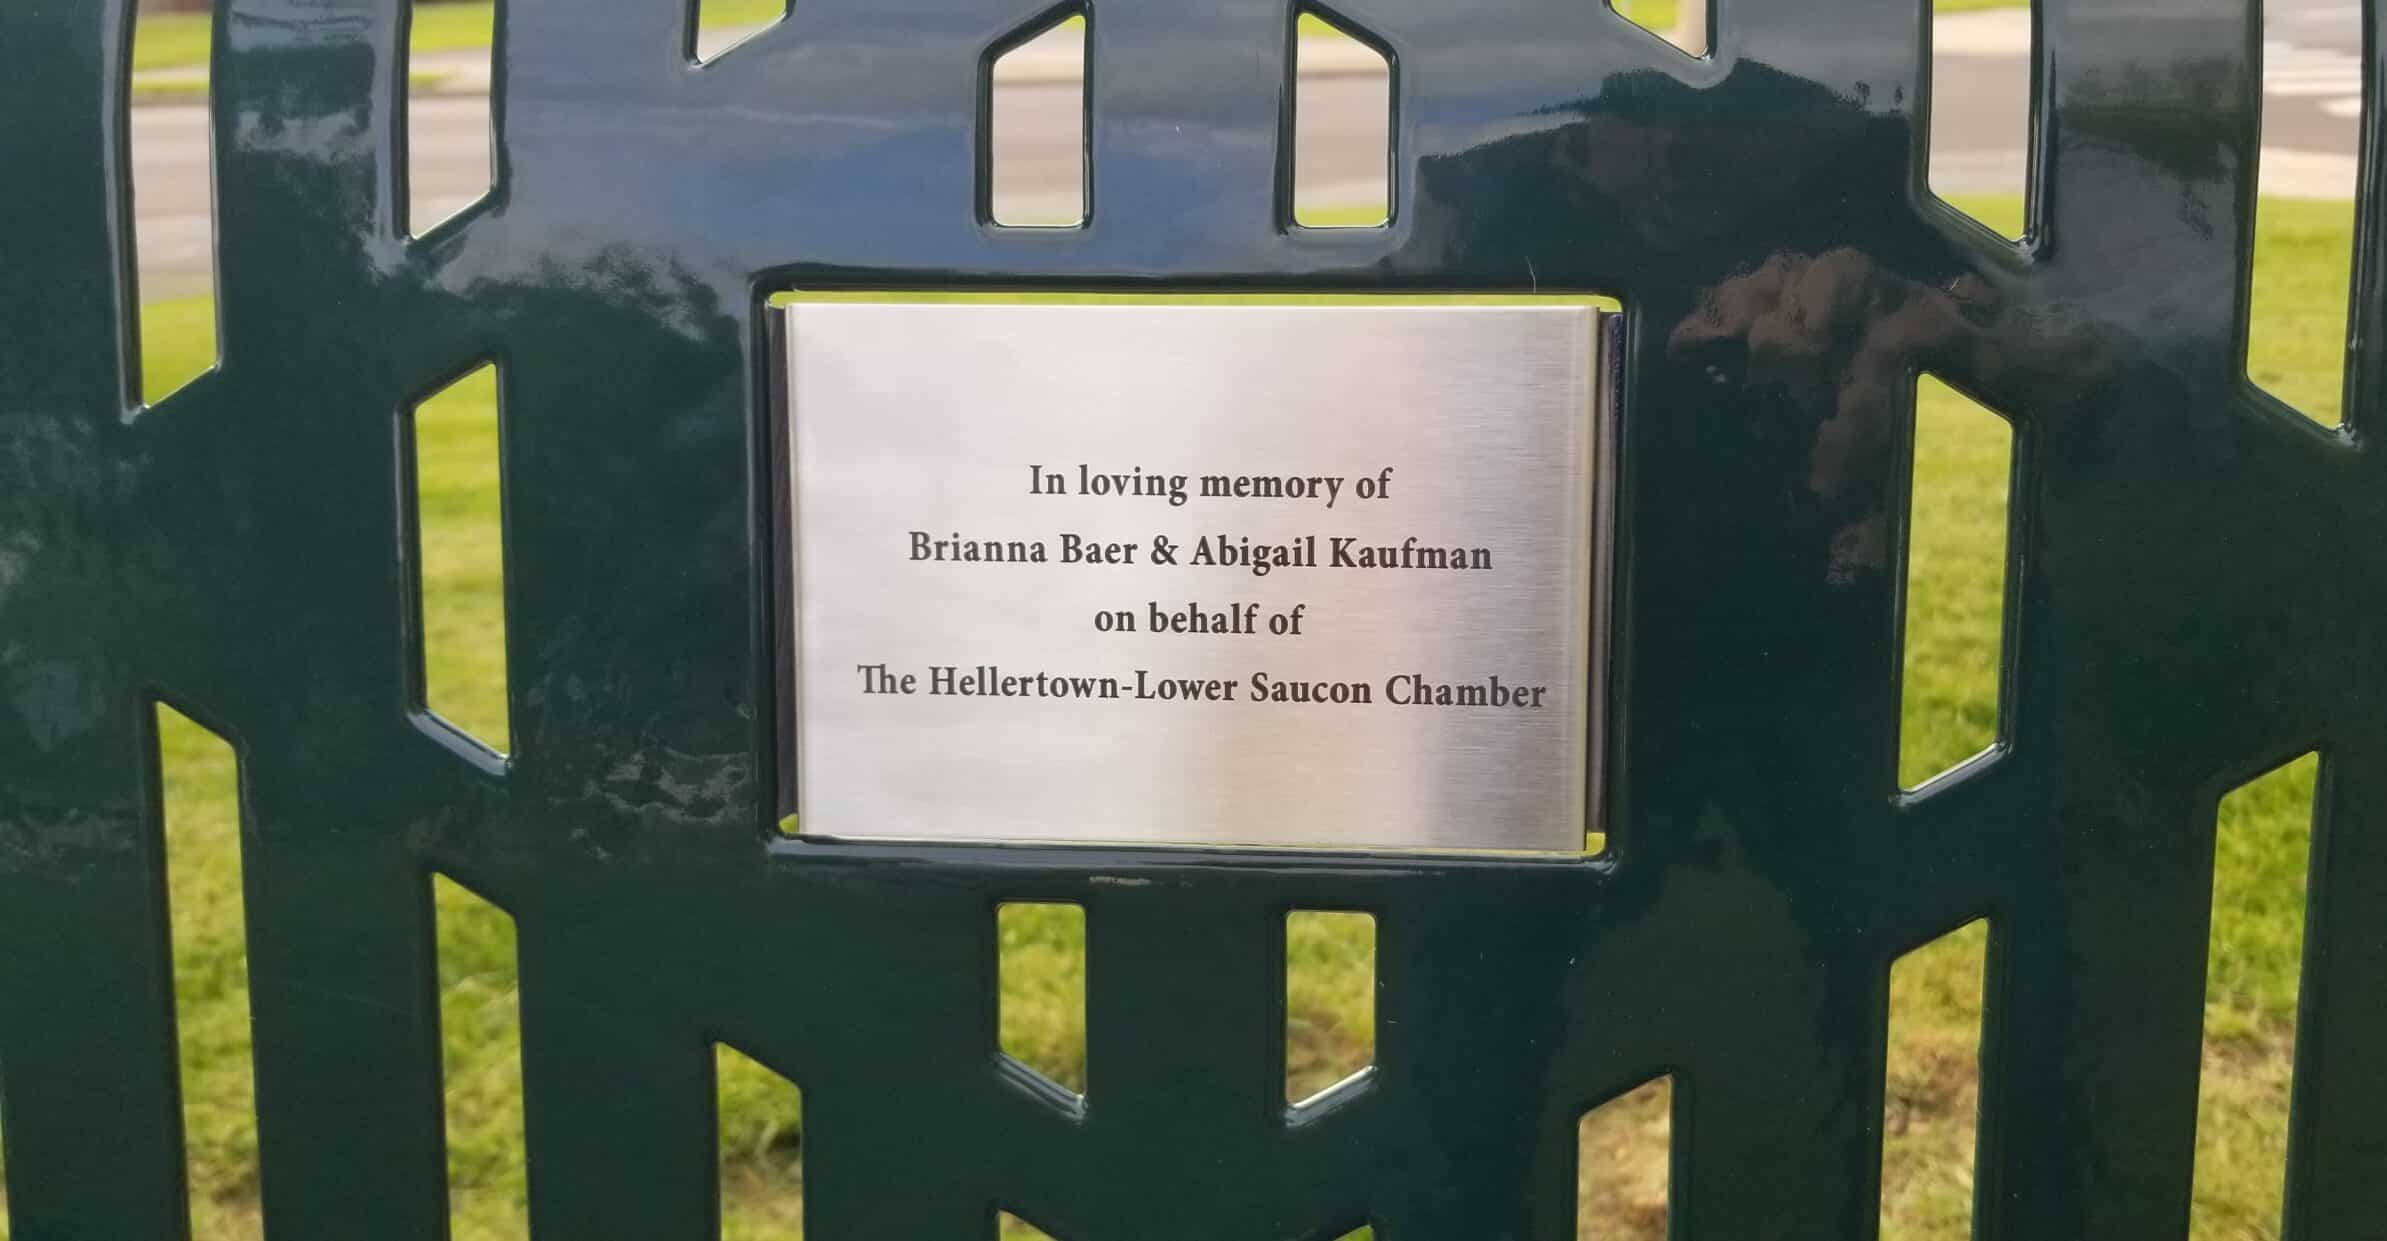 In loving memory of
Brianna Baer & Abigail Kaufman
on behalf of
The Hellertown-Lower Saucon Chamber